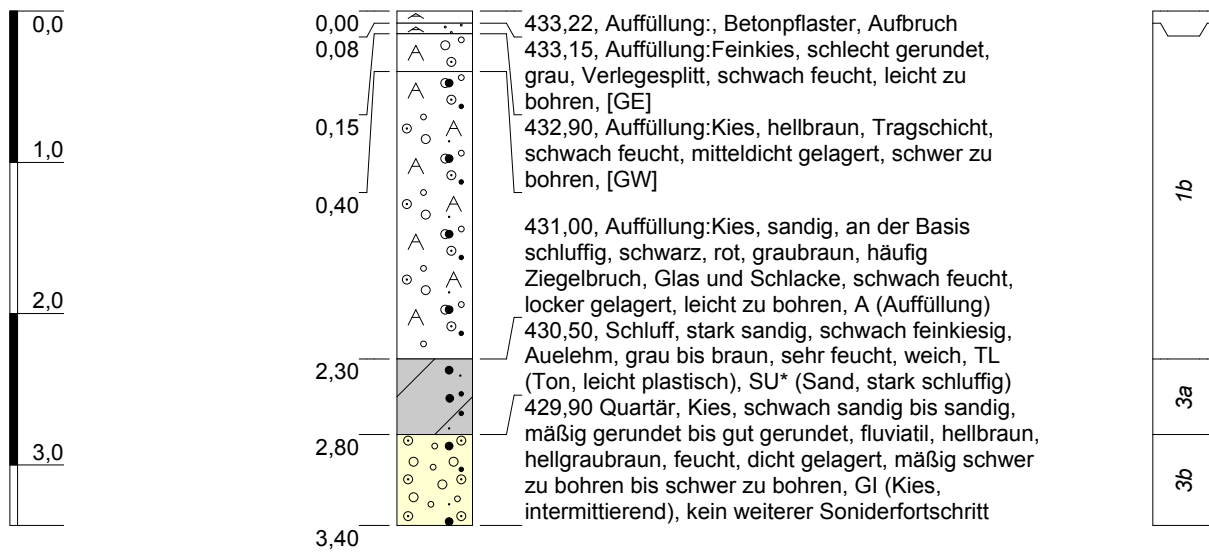 0,0
1,0
2,0
3,0
0,00
0,08
0,15
0,40
2,30
2,80
3,40
433,22, Auffüllung:, Betonpflaster, Aufbruch
433,15, Auffüllung:Feinkies, schlecht gerundet,
grau, Verlegesplitt, schwach feucht, leicht zu
bohren, [GE]
432,90, Auffüllung:Kies, hellbraun, Tragschicht,
schwach feucht, mitteldicht gelagert, schwer zu
bohren, [GW]
431,00, Auffüllung:Kies, sandig, an der Basis
schluffig, schwarz, rot, graubraun, häufig
Ziegelbruch, Glas und Schlacke, schwach feucht,
locker gelagert, leicht zu bohren, A (Auffüllung)
430,50, Schluff, stark sandig, schwach feinkiesig,
Auelehm, grau bis braun, sehr feucht, weich, TL
(Ton, leicht plastisch), SU* (Sand, stark schluffig)
429,90 Quartär, Kies, schwach sandig bis sandig,
mäßig gerundet bis gut gerundet, fluviatil, hellbraun,
hellgraubraun, feucht, dicht gelagert, mäßig schwer
zu bohren bis schwer zu bohren, GI (Kies,
intermittierend), kein weiterer Soniderfortschritt
1b
3a
3b